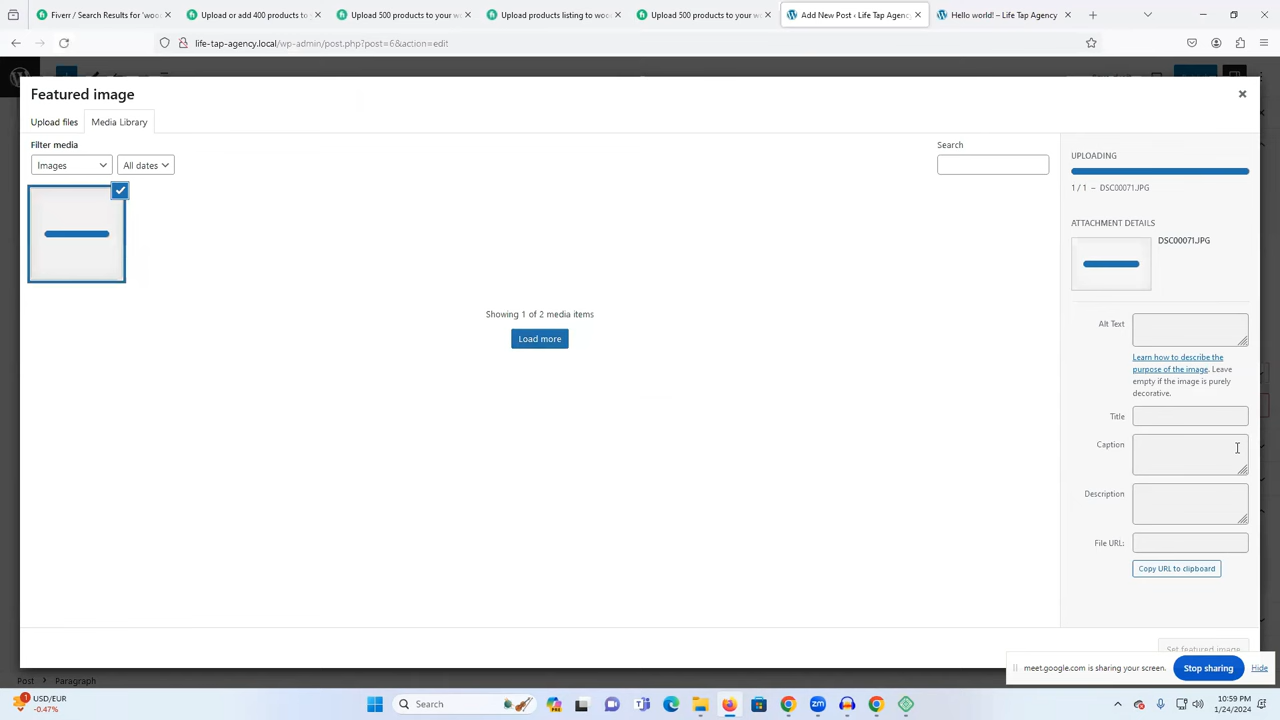 Fiver / Search Results for 'woo
Upload or add 400 products to y
Upload 500 products to your w
Upload products listing to woo
Upload 500 products to your w
Add New Post ‹ Life Tap Agency
Hello world! – Life Tap Agency
life-tap-agency.local/wp-admin/post.php?post=6&action=edit
Featured image
Upload files
Media Library
Filter media
Search
Images
All dates
UPLOADING
1 / 1 – DSC00071.JPG
ATTACHMENT DETAILS
DSC00071.JPG
Showing 1 of 2 media items
Load more
Alt Text
Learn how to describe the
purpose of the image. Leave
empty if the image is purely
decorative.
Title
Caption
Description
File URL:
Copy URL to clipboard
Set featured image
meet.google.com is sharing your screen.
Stop sharing
Hide
Post
Paragraph
1
USD/EUR
-0.47%
Search
10:59 PM
1/24/2024